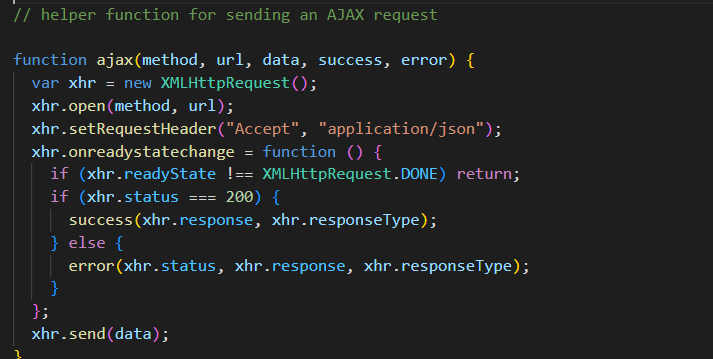 // helper function for sending an AJAX request

function ajax(method, url, data, success, error) {
  var xhr = new XMLHttpRequest();
  xhr.open(method, url);
  xhr.setRequestHeader("Accept", "application/json");
  xhr.onreadystatechange = function () {
    if (xhr.readyState !== XMLHttpRequest.DONE) return;
    if (xhr.status === 200) {
      success(xhr.response, xhr.responseType);
    } else {
      error(xhr.status, xhr.response, xhr.responseType);
    }
  };
  xhr.send(data);
}